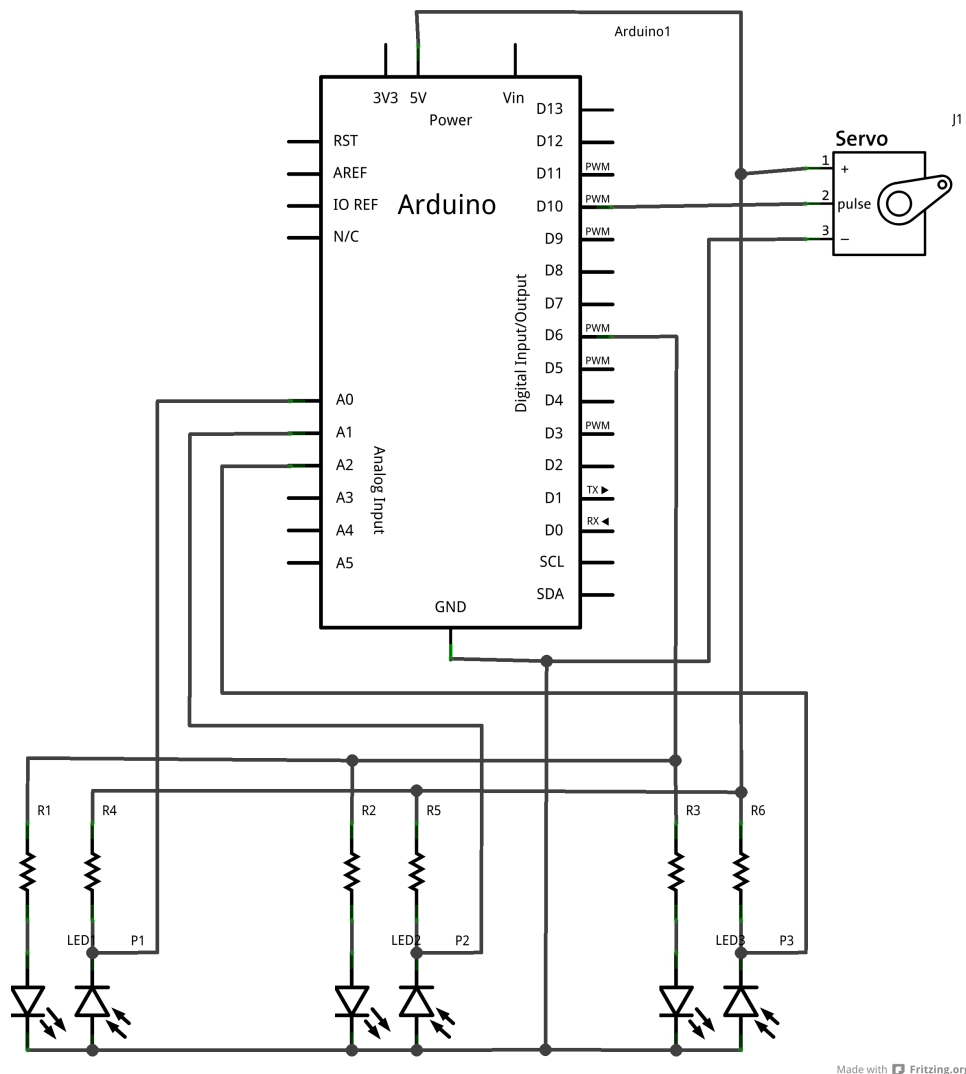 Arduino1
3V3 5V Vin
Power
D13
RST D12
J1
Servo
AREF D11 PWM
1 +
IO REF Arduino D10 PWM
2 pulse
N/C D9 PWM
3 −
D8
D7
Digital Input/Output
D6 PWM
D5 PWM
A0 D4
A1 D3 PWM
Analog Input
A2 D2
A3 D1 TX
A4 D0 RX
A5 SCL
SDA
GND
R1 R4 R2 R5 R3 R6
LED1 P1 LED2 P2 LED3 P3
Made with Fritzing.org